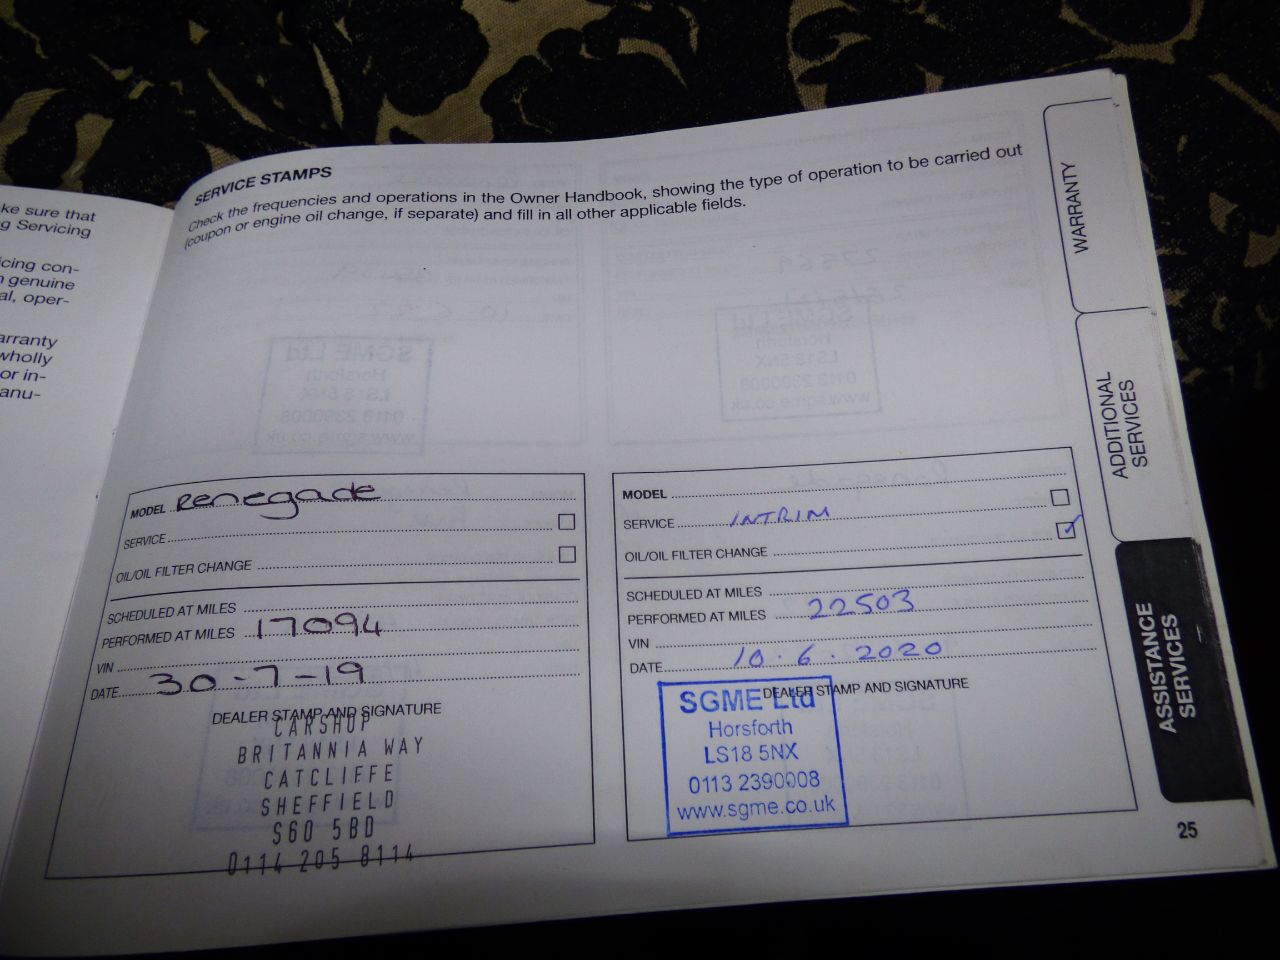 ke sure that
g Servicing
icing con-
n genuine
al, oper-
arranty
wholly
or in-
anu-
SERVICE STAMPS
Check the frequencies and operations in the Owner Handbook, showing the type of operation to be carried out
(coupon or engine oil change, if separate) and fill in all other applicable fields.
MODEL Renegade
SERVICE
OIL/OIL FILTER CHANGE
SCHEDULED AT MILES
PERFORMED AT MILES 17094
VIN
DATE 30-7-19
DEALER STAMP AND SIGNATURE
CARSHOP
BRITANNIA WAY
CATCLIFFE
SHEFFIELD
S60 5BD
0114 205 8114
MODEL
SERVICE INTRIM
OIL/OIL FILTER CHANGE ✓
SCHEDULED AT MILES
PERFORMED AT MILES 22503
VIN
DATE 10.6.2020
DEALER STAMP AND SIGNATURE
SGME Ltd
Horsforth
LS18 5NX
0113 2390008
www.sgme.co.uk
WARRANTY
ADDITIONAL
SERVICES
ASSISTANCE
SERVICES
25